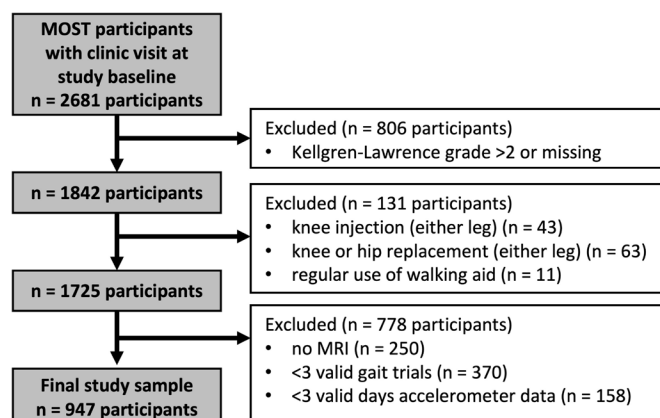 MOST participants
with clinic visit at
study baseline
n = 2681 participants
Excluded (n = 806 participants)
• Kellgren-Lawrence grade >2 or missing
n = 1842 participants
Excluded (n = 131 participants)
• knee injection (either leg) (n = 43)
• knee or hip replacement (either leg) (n = 63)
• regular use of walking aid (n = 11)
n = 1725 participants
Excluded (n = 778 participants)
• no MRI (n = 250)
• <3 valid gait trials (n = 370)
• <3 valid days accelerometer data (n = 158)
Final study sample
n = 947 participants